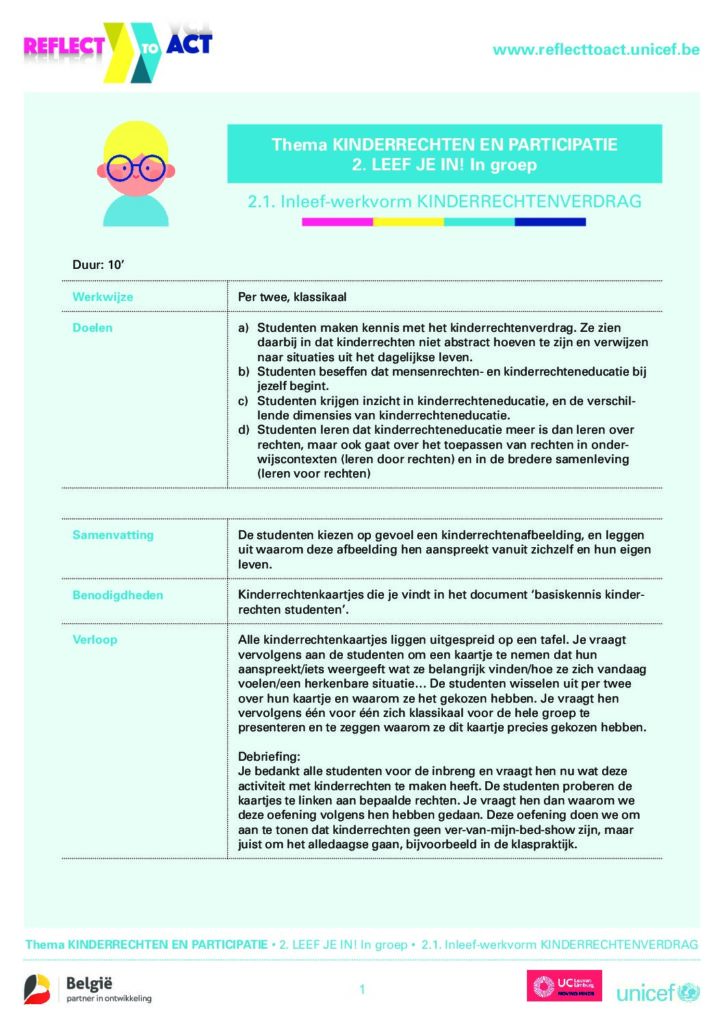 REFLECT TO ACT
www.reflecttoact.unicef.be
Thema KINDERRECHTEN EN PARTICIPATIE
2. LEEF JE IN! In groep
2.1. Inleef-werkvorm KINDERRECHTENVERDRAG
Duur: 10’
Werkwijze
Per twee, klassikaal
Doelen
a) Studenten maken kennis met het kinderrechtenverdrag. Ze zien
daarbij in dat kinderrechten niet abstract hoeven te zijn en verwijzen
naar situaties uit het dagelijkse leven.
b) Studenten beseffen dat mensenrechten- en kinderrechteneducatie bij
jezelf begint.
c) Studenten krijgen inzicht in kinderrechteneducatie, en de verschil-
lende dimensies van kinderrechteneducatie.
d) Studenten leren dat kinderrechteneducatie meer is dan leren over
rechten, maar ook gaat over het toepassen van rechten in onder-
wijscontexten (leren door rechten) en in de bredere samenleving
(leren voor rechten)
Samenvatting
De studenten kiezen op gevoel een kinderrechtenafbeelding, en leggen
uit waarom deze afbeelding hen aanspreekt vanuit zichzelf en hun eigen
leven.
Benodigdheden
Kinderrechtenkaartjes die je vindt in het document ‘basiskennis kinder-
rechten studenten’.
Verloop
Alle kinderrechtenkaartjes liggen uitgespreid op een tafel. Je vraagt
vervolgens aan de studenten om een kaartje te nemen dat hun
aanspreekt/iets weergeeft wat ze belangrijk vinden/hoe ze zich vandaag
voelen/een herkenbare situatie… De studenten wisselen uit per twee
over hun kaartje en waarom ze het gekozen hebben. Je vraagt hen
vervolgens één voor één zich klassikaal voor de hele groep te
presenteren en te zeggen waarom ze dit kaartje precies gekozen hebben.
Debriefing:
Je bedankt alle studenten voor de inbreng en vraagt hen nu wat deze
activiteit met kinderrechten te maken heeft. De studenten proberen de
kaartjes te linken aan bepaalde rechten. Je vraagt hen dan waarom we
deze oefening volgens hen hebben gedaan. Deze oefening doen we om
aan te tonen dat kinderrechten geen ver-van-mijn-bed-show zijn, maar
juist om het alledaagse gaan, bijvoorbeeld in de klaspraktijk.
Thema KINDERRECHTEN EN PARTICIPATIE • 2. LEEF JE IN! In groep • 2.1. Inleef-werkvorm KINDERRECHTENVERDRAG
België
partner in ontwikkeling
1
UC Leuven
Limburg
unicef